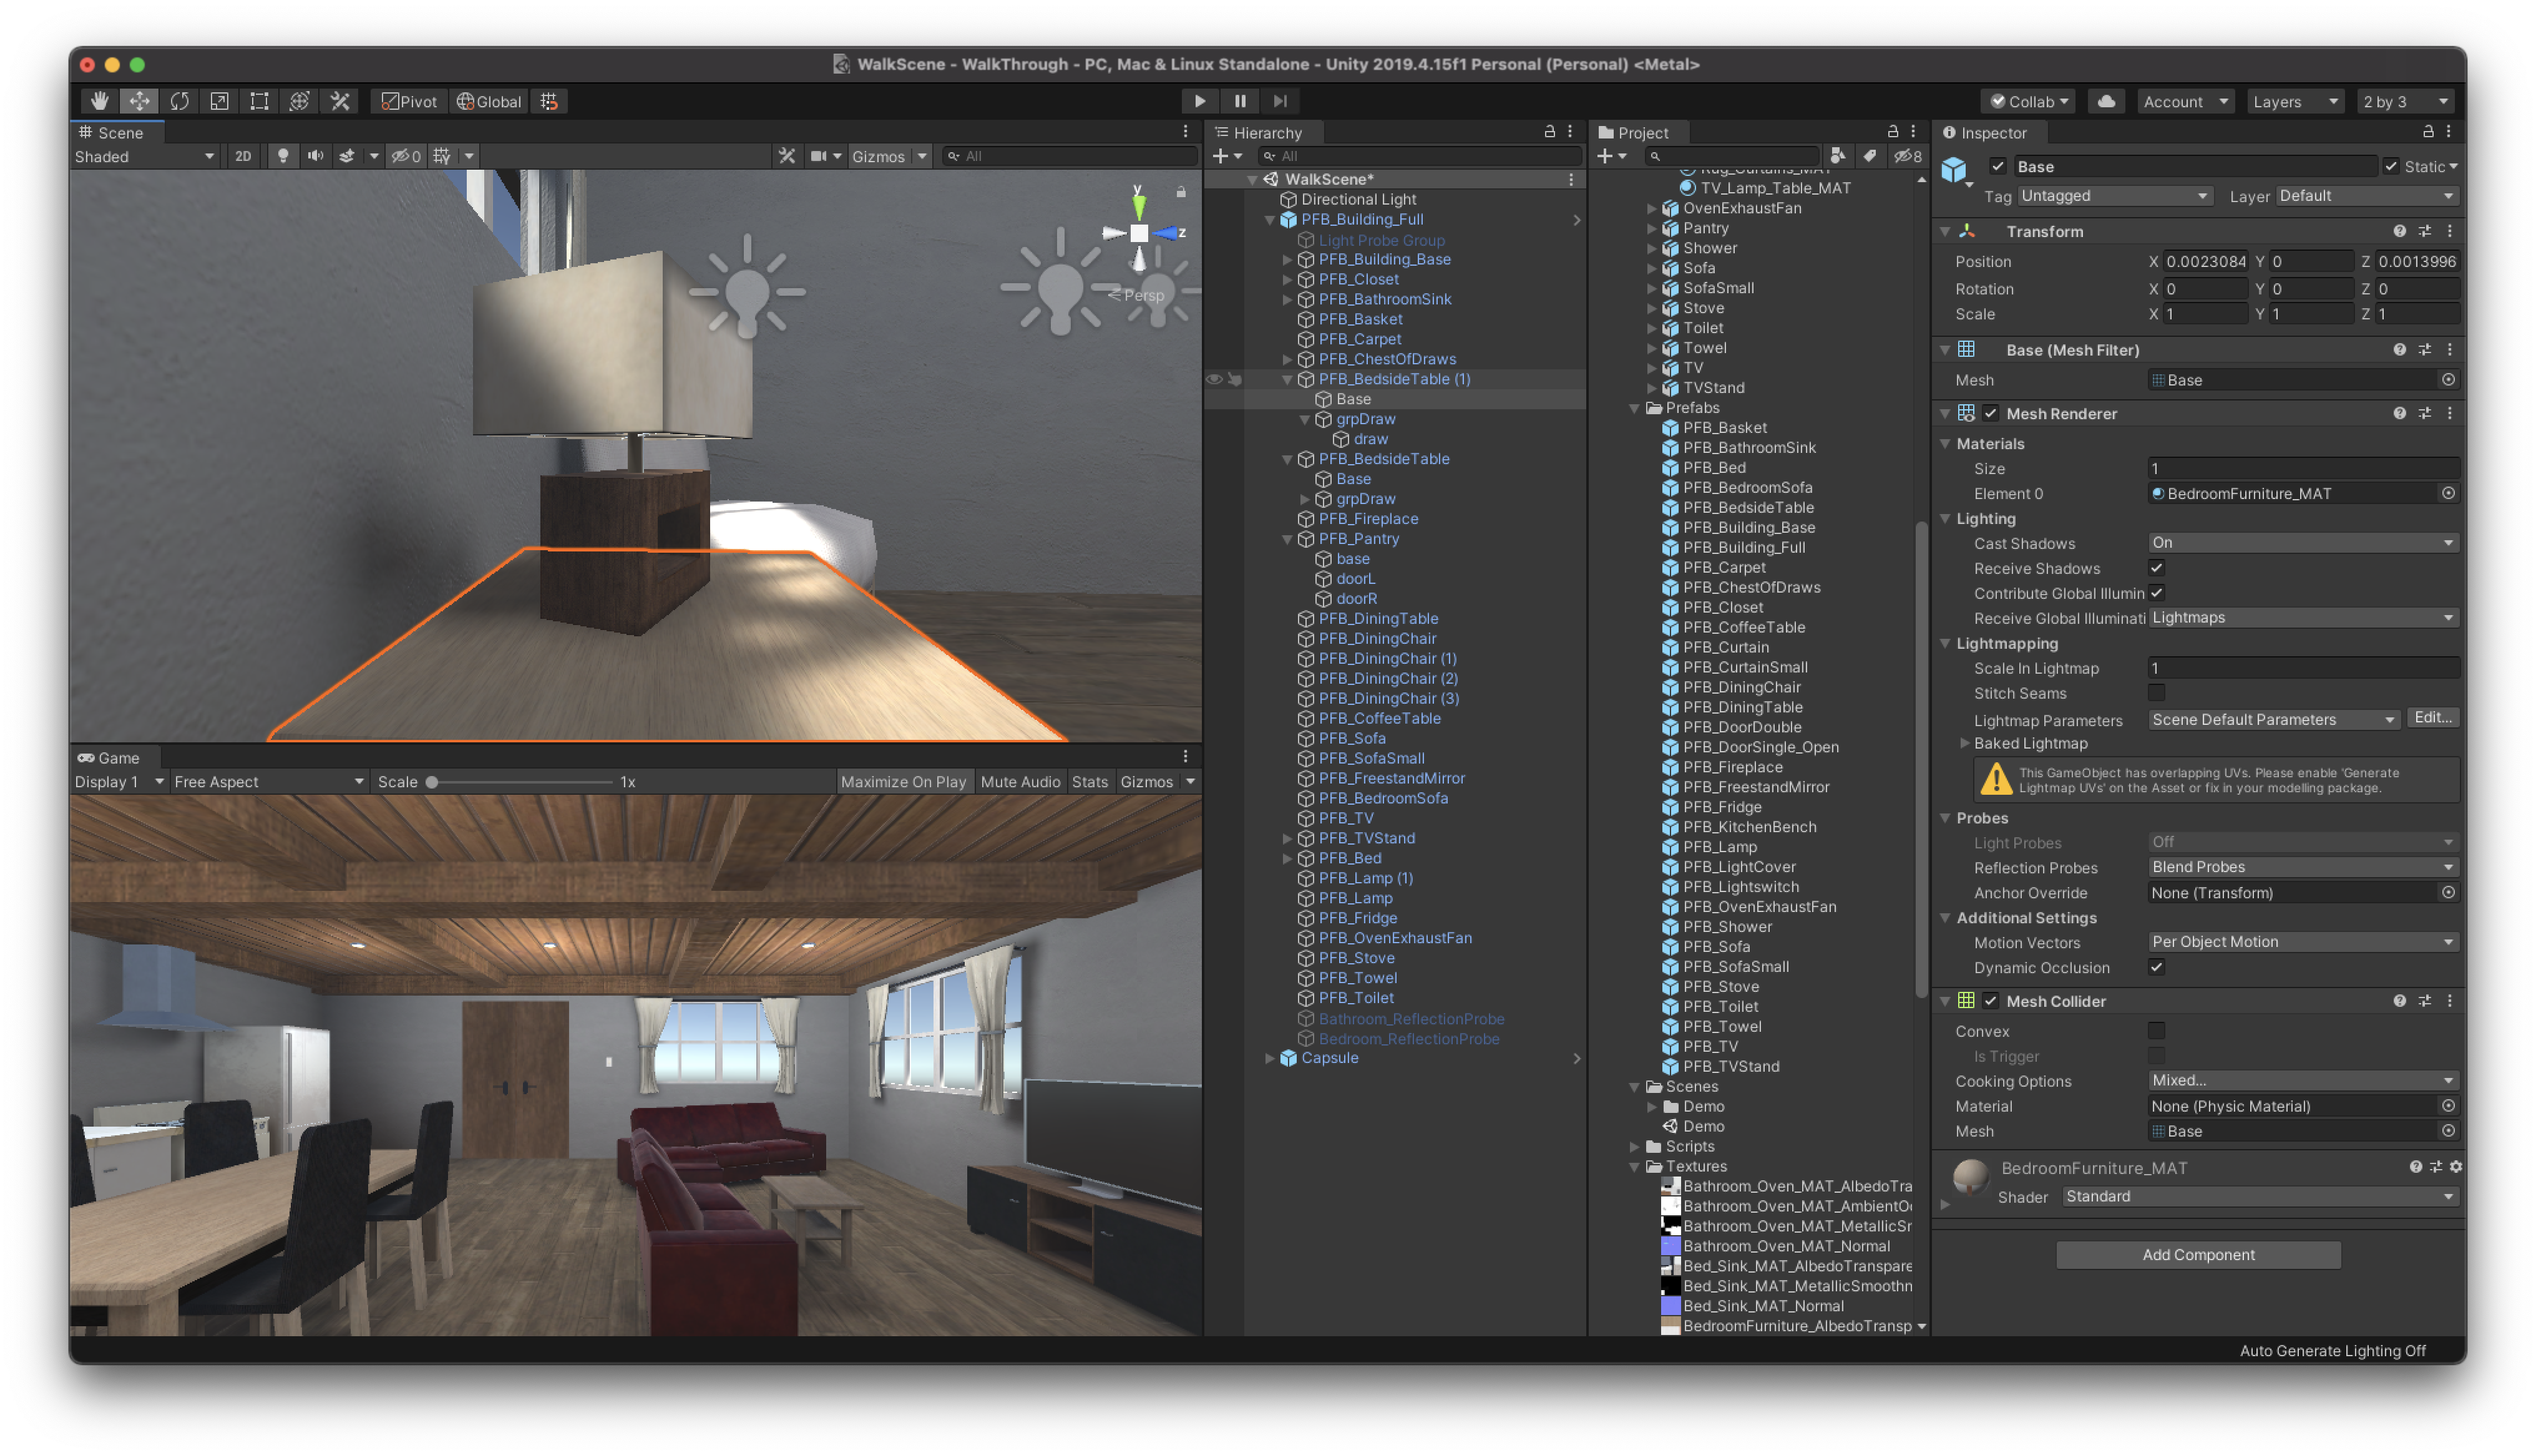 WalkScene - WalkThrough - PC, Mac & Linux Standalone - Unity 2019.4.15f1 Personal (Personal) <Metal>
Pivot Global Collab Account Layers 2 by 3
Scene
Shaded 2D 0 Gizmos All
y
z
Persp
Game
Display 1 Free Aspect Scale 1x Maximize On Play Mute Audio Stats Gizmos
Hierarchy
All
WalkScene*
Directional Light
PFB_Building_Full
Light Probe Group
PFB_Building_Base
PFB_Closet
PFB_BathroomSink
PFB_Basket
PFB_Carpet
PFB_ChestOfDraws
PFB_BedsideTable (1)
Base
grpDraw
draw
PFB_BedsideTable
Base
grpDraw
PFB_Fireplace
PFB_Pantry
base
doorL
doorR
PFB_DiningTable
PFB_DiningChair
PFB_DiningChair (1)
PFB_DiningChair (2)
PFB_DiningChair (3)
PFB_CoffeeTable
PFB_Sofa
PFB_SofaSmall
PFB_FreestandMirror
PFB_BedroomSofa
PFB_TV
PFB_TVStand
PFB_Bed
PFB_Lamp (1)
PFB_Lamp
PFB_Fridge
PFB_OvenExhaustFan
PFB_Stove
PFB_Towel
PFB_Toilet
Bathroom_ReflectionProbe
Bedroom_ReflectionProbe
Capsule
Project
8
Rug_Curtains_MAT
TV_Lamp_Table_MAT
OvenExhaustFan
Pantry
Shower
Sofa
SofaSmall
Stove
Toilet
Towel
TV
TVStand
Prefabs
PFB_Basket
PFB_BathroomSink
PFB_Bed
PFB_BedroomSofa
PFB_BedsideTable
PFB_Building_Base
PFB_Building_Full
PFB_Carpet
PFB_ChestOfDraws
PFB_Closet
PFB_CoffeeTable
PFB_Curtain
PFB_CurtainSmall
PFB_DiningChair
PFB_DiningTable
PFB_DoorDouble
PFB_DoorSingle_Open
PFB_Fireplace
PFB_FreestandMirror
PFB_Fridge
PFB_KitchenBench
PFB_Lamp
PFB_LightCover
PFB_Lightswitch
PFB_OvenExhaustFan
PFB_Shower
PFB_Sofa
PFB_SofaSmall
PFB_Stove
PFB_Toilet
PFB_Towel
PFB_TV
PFB_TVStand
Scenes
Demo
Demo
Scripts
Textures
Bathroom_Oven_MAT_AlbedoTra
Bathroom_Oven_MAT_AmbientO
Bathroom_Oven_MAT_MetallicSr
Bathroom_Oven_MAT_Normal
Bed_Sink_MAT_AlbedoTranspare
Bed_Sink_MAT_MetallicSmoothn
Bed_Sink_MAT_Normal
BedroomFurniture_AlbedoTransp
Inspector
Base Static
Tag Untagged Layer Default
Transform
Position X 0.0023084 Y 0 Z 0.0013996
Rotation X 0 Y 0 Z 0
Scale X 1 Y 1 Z 1
Base (Mesh Filter)
Mesh Base
Mesh Renderer
Materials
Size 1
Element 0 BedroomFurniture_MAT
Lighting
Cast Shadows On
Receive Shadows
Contribute Global Illumin
Receive Global Illuminati Lightmaps
Lightmapping
Scale In Lightmap 1
Stitch Seams
Lightmap Parameters Scene Default Parameters Edit...
Baked Lightmap
This GameObject has overlapping UVs. Please enable 'Generate
Lightmap UVs' on the Asset or fix in your modelling package.
Probes
Light Probes Off
Reflection Probes Blend Probes
Anchor Override None (Transform)
Additional Settings
Motion Vectors Per Object Motion
Dynamic Occlusion
Mesh Collider
Convex
Is Trigger
Cooking Options Mixed...
Material None (Physic Material)
Mesh Base
BedroomFurniture_MAT
Shader Standard
Add Component
Auto Generate Lighting Off